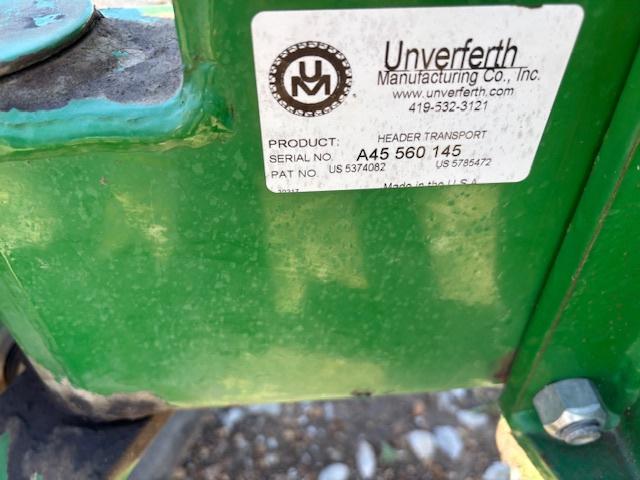 UM
Unverferth
Manufacturing Co., Inc.
www.unverferth.com
419-532-3121
PRODUCT: HEADER TRANSPORT
SERIAL NO. A45 560 145
PAT NO. US 5374082 US 5785472
Made in the U.S.A.